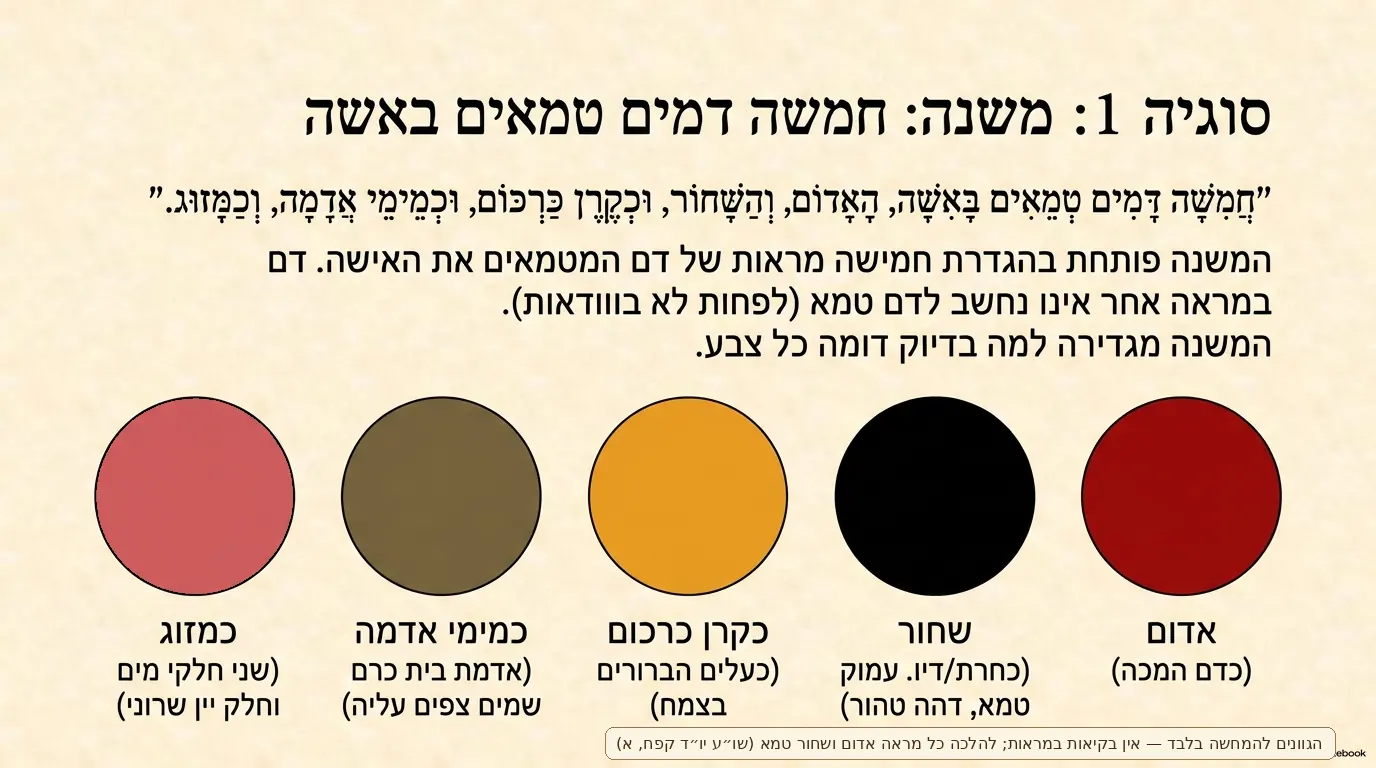 סוגיה 1: משנה: חמשה דמים טמאים באשה
"חֲמִשָּׁה דָּמִים טְמֵאִים בָּאִשָּׁה, הָאָדוֹם, וְהַשָּׁחוֹר, וּכְקֶרֶן כַּרְכּוֹם, וּכְמֵימֵי אֲדָמָה, וְכַמָּזוּג."
המשנה פותחת בהגדרת חמישה מראות של דם המטמאים את האישה. דם
במראה אחר אינו נחשב לדם טמא (לפחות לא בוודאות).
המשנה מגדירה למה בדיוק דומה כל צבע.
אדום
(כדם המכה)
שחור
(כחרת/דיו. עמוק
טמא, דהה טהור)
כקרן כרכום
(כעלים הברורים
בצמח)
כמימי אדמה
(אדמת בית כרם
שמים צפים עליה)
כמזוג
(שני חלקי מים
וחלק יין שרוני)
הגוונים להמחשה בלבד — אין בקיאות במראות; להלכה כל מראה אדום ושחור טמא (שו״ע יו״ד קפח, א)
ebook